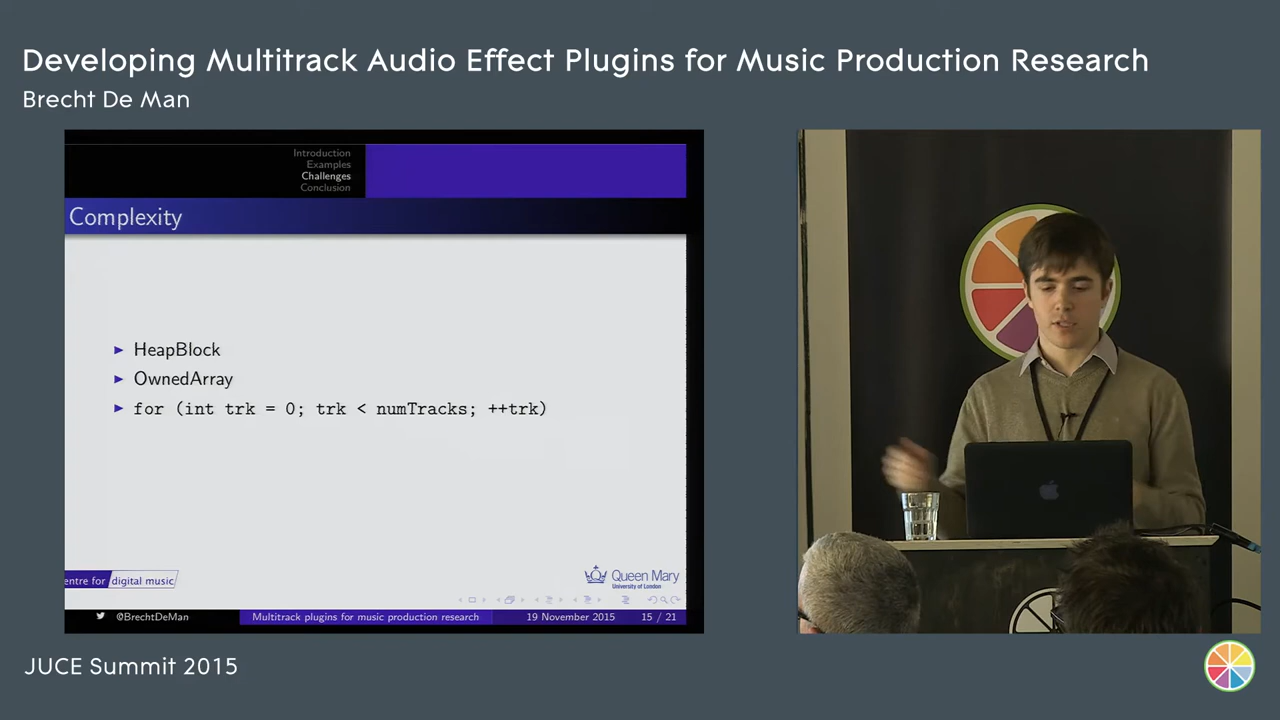 Developing Multitrack Audio Effect Plugins for Music Production Research
Brecht De Man
Introduction
Examples
Challenges
Conclusion
Complexity
HeapBlock
OwnedArray
for (int trk = 0; trk < numTracks; ++trk)
entre for digital music
Queen Mary
University of London
@BrechtDeMan
Multitrack plugins for music production research
19 November 2015
15 / 21
JUCE Summit 2015